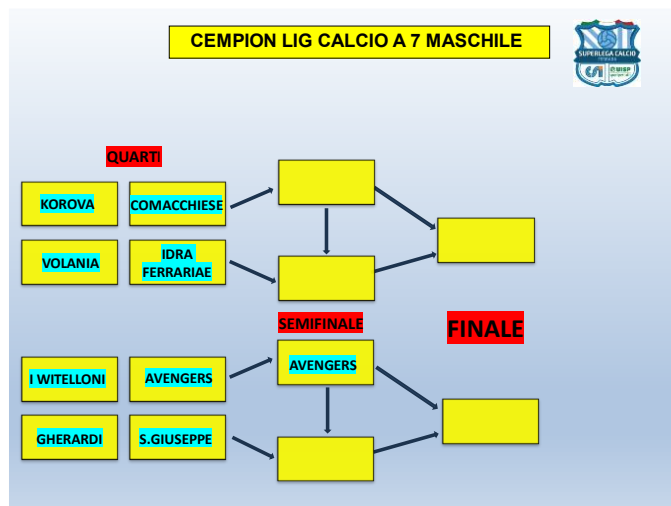 CEMPION LIG CALCIO A 7 MASCHILE
SUPERLEGA CALCIO
QUARTI
KOROVA
COMACCHIESE
VOLANIA
IDRA
FERRARIAE
SEMIFINALE
FINALE
I WITELLONI
AVENGERS
AVENGERS
GHERARDI
S.GIUSEPPE